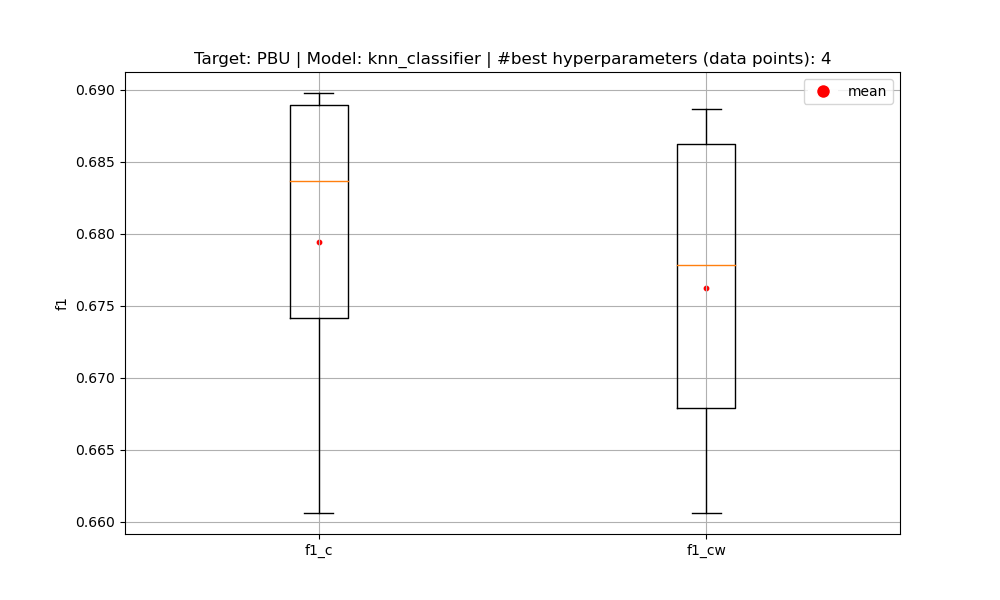 Target: PBU | Model: knn_classifier | #best hyperparameters (data points): 4
mean
0.690
0.685
0.680
0.675
0.670
0.665
0.660
f1
f1_c
f1_cw